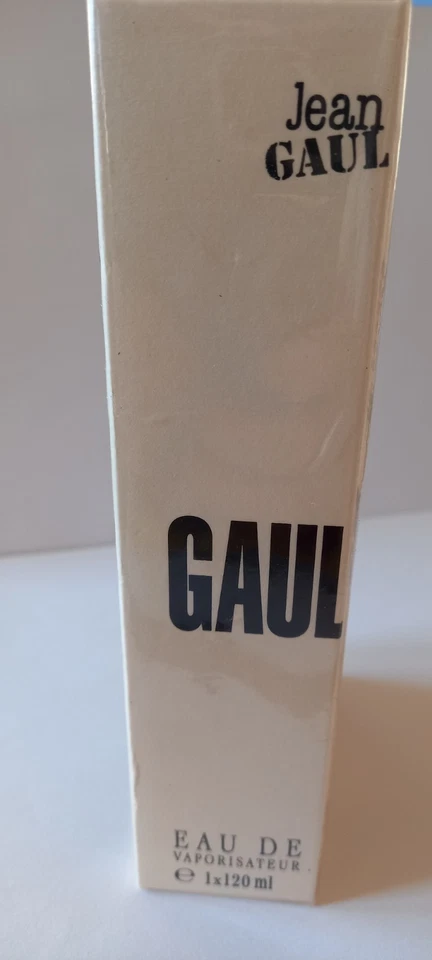 Jean
GAUL
GAUL
EAU DE
VAPORISATEUR
℮ 1x120 ml